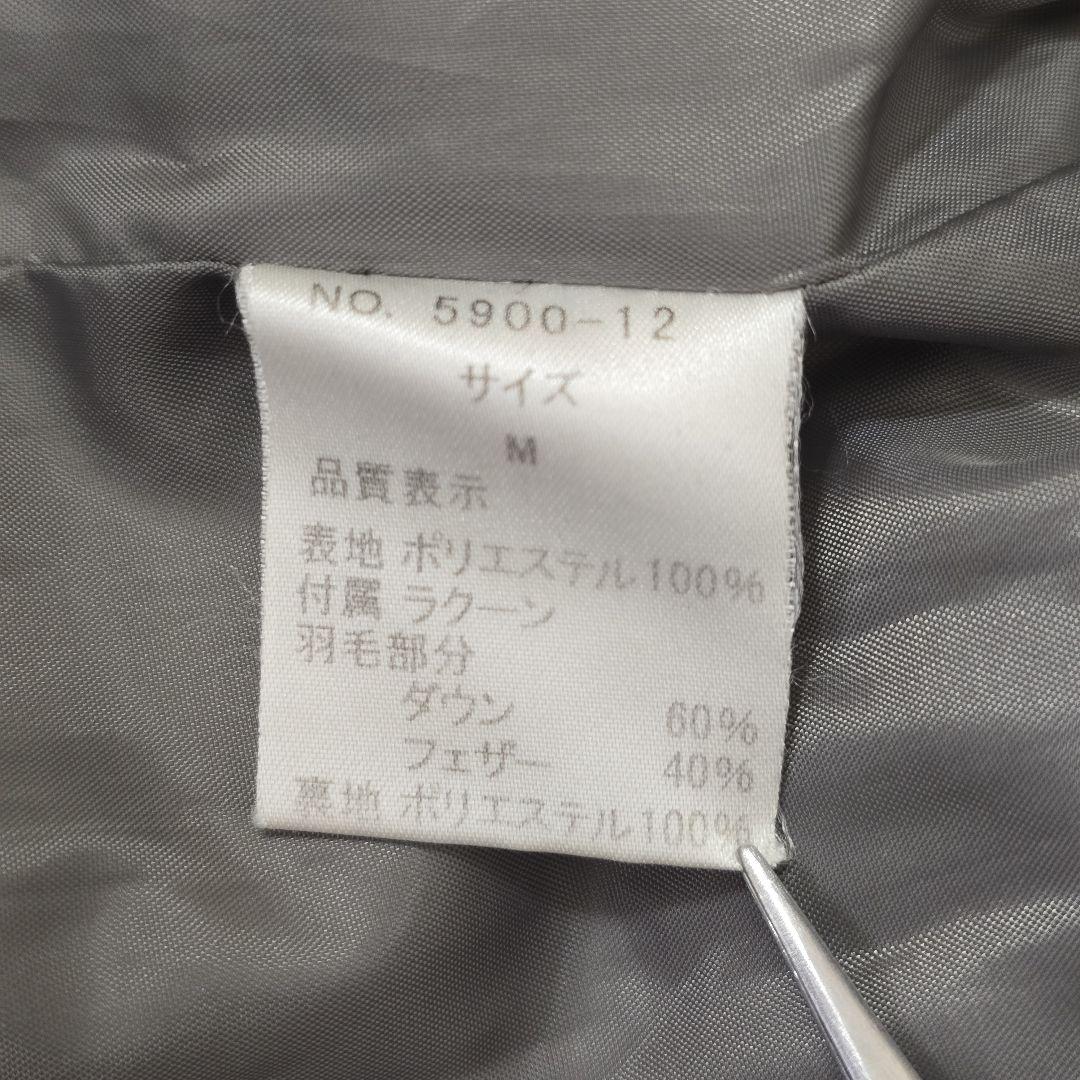 NO. 5900-12
サイズ
M
品質表示
表地 ポリエステル100%
付属 ラクーン
羽毛部分
ダウン 60%
フェザー 40%
裏地 ポリエステル100%